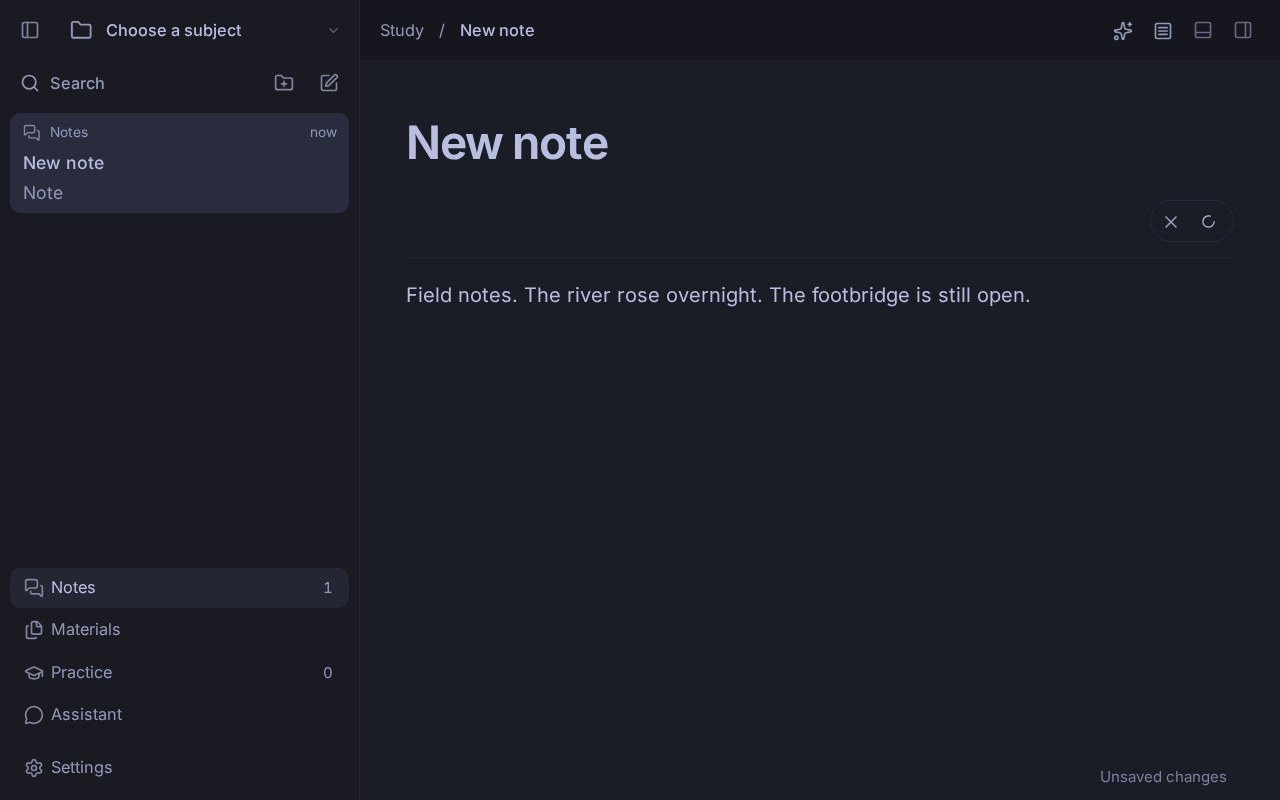 Choose a subject
Search
Notes now
New note
Note
Notes 1
Materials
Practice 0
Assistant
Settings
Study / New note
New note
Field notes. The river rose overnight. The footbridge is still open.
Unsaved changes